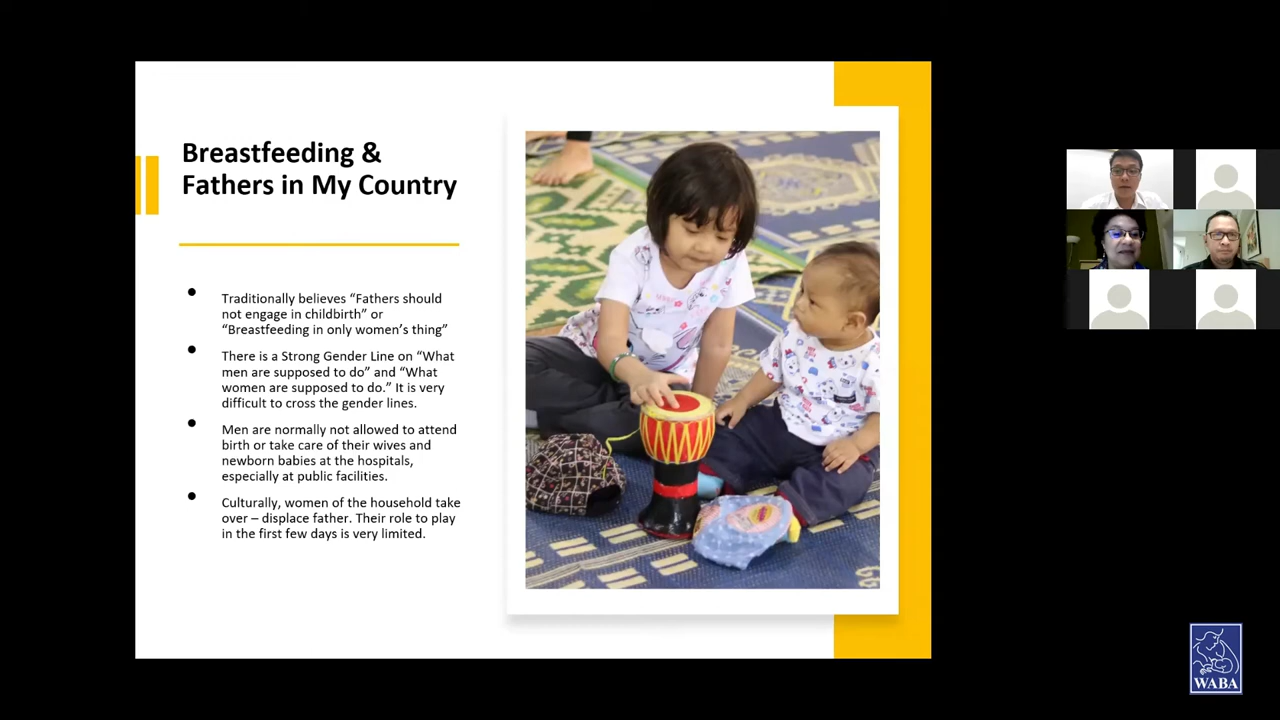 Breastfeeding &
Fathers in My Country
Traditionally believes “Fathers should
not engage in childbirth” or
“Breastfeeding in only women’s thing”
There is a Strong Gender Line on “What
men are supposed to do” and “What
women are supposed to do.” It is very
difficult to cross the gender lines.
Men are normally not allowed to attend
birth or take care of their wives and
newborn babies at the hospitals,
especially at public facilities.
Culturally, women of the household take
over – displace father. Their role to play
in the first few days is very limited.
WABA